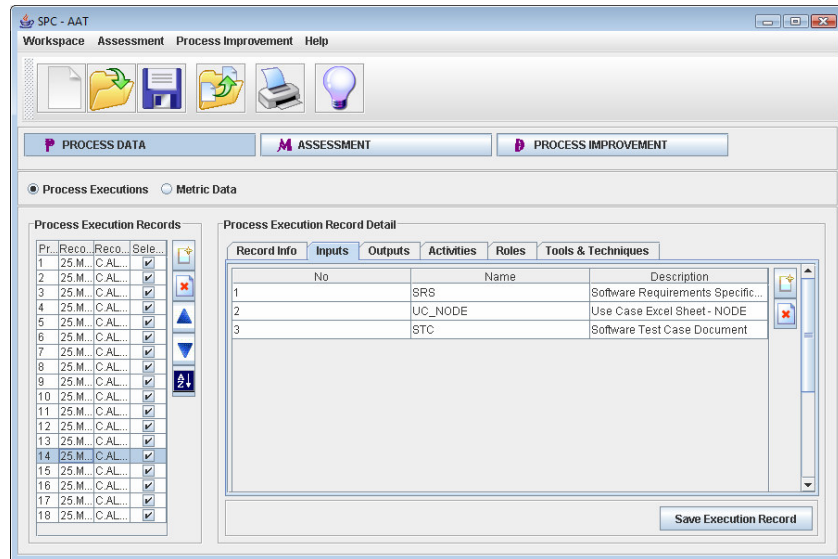 SPC - AAT
Workspace Assessment Process Improvement Help
P PROCESS DATA M ASSESSMENT D PROCESS IMPROVEMENT
Process Executions Metric Data
Process Execution Records Process Execution Record Detail
Record Info Inputs Outputs Activities Roles Tools & Techniques
Pr... Reco... Reco... Sele...
No Name Description
1 25.M... C.AL...
2 25.M... C.AL...
3 25.M... C.AL...
4 25.M... C.AL...
5 25.M... C.AL...
6 25.M... C.AL...
7 25.M... C.AL...
8 25.M... C.AL...
9 25.M... C.AL...
10 25.M... C.AL...
11 25.M... C.AL...
12 25.M... C.AL...
13 25.M... C.AL...
14 25.M... C.AL...
15 25.M... C.AL...
16 25.M... C.AL...
17 25.M... C.AL...
18 25.M... C.AL...
A Z
1 SRS Software Requirements Specific...
2 UC_NODE Use Case Excel Sheet - NODE
3 STC Software Test Case Document
Save Execution Record